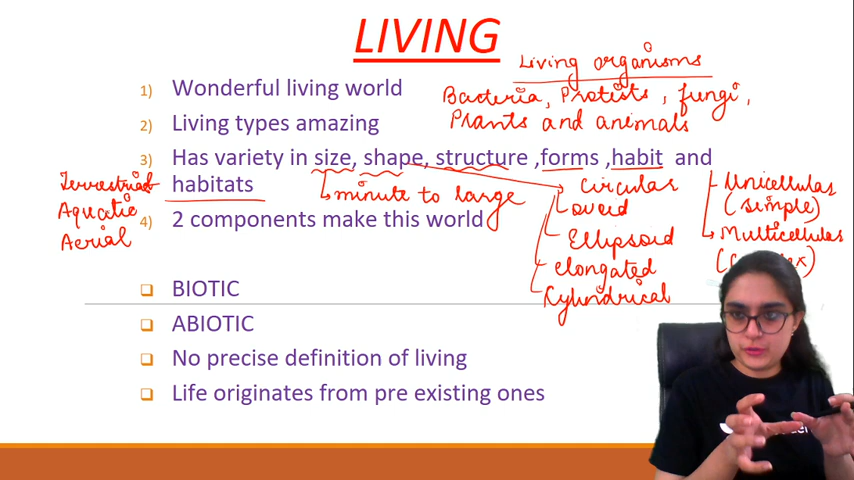 LIVING
Living organisms
1) Wonderful living world
Bacteria, Protists, fungi,
2) Living types amazing
Plants and animals
3) Has variety in size, shape, structure ,forms ,habit and
habitats
Terrestrial
Aquatic
Aerial
minute to large
Circular
ovoid
Ellipsoid
elongated
Cylindrical
Unicellular
(simple)
Multicellular
4) 2 components make this world
BIOTIC
ABIOTIC
No precise definition of living
Life originates from pre existing ones